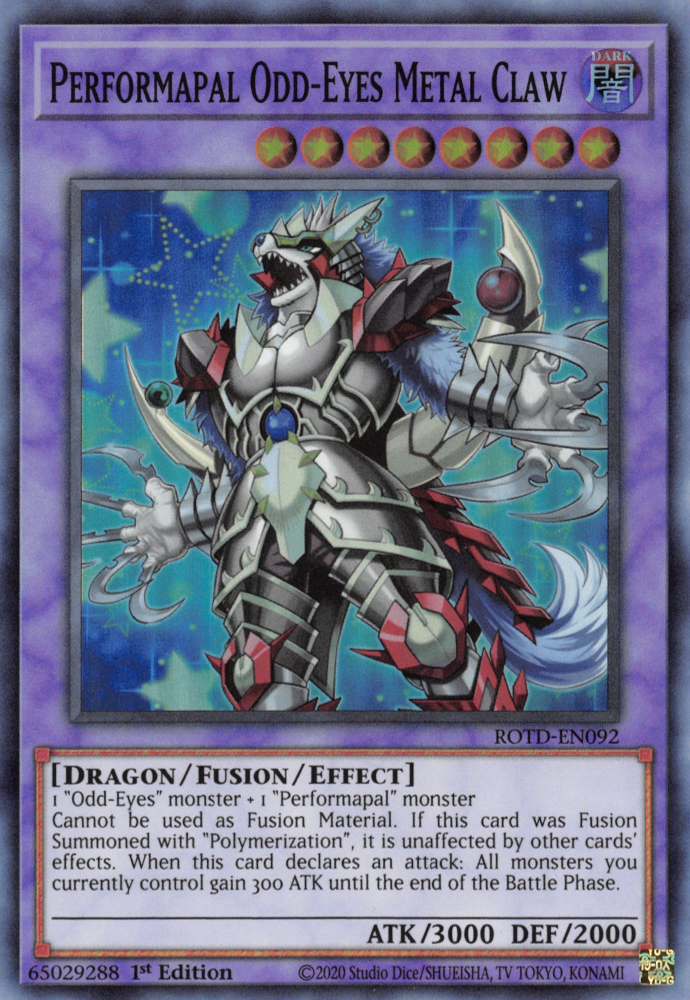 Performapal Odd-Eyes Metal Claw
DARK
闇
ROTD-EN092
[Dragon/Fusion/Effect]
1 "Odd-Eyes" monster + 1 "Performapal" monster
Cannot be used as Fusion Material. If this card was Fusion
Summoned with "Polymerization", it is unaffected by other cards'
effects. When this card declares an attack: All monsters you
currently control gain 300 ATK until the end of the Battle Phase.
ATK/3000 DEF/2000
65029288 1st Edition ©2020 Studio Dice/SHUEISHA, TV TOKYO, KONAMI